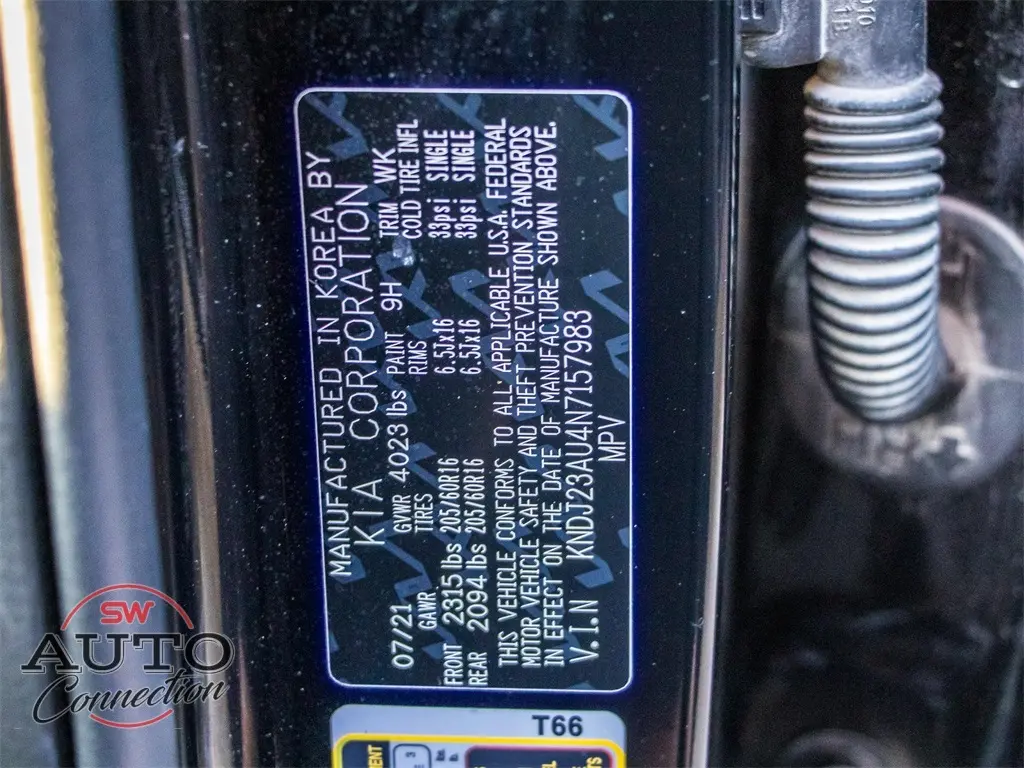 MANUFACTURED IN KOREA BY
KIA CORPORATION
07/21 GVWR 4023 lbs PAINT 9H TRIM WK
GAWR TIRES RIMS COLD TIRE INFL
FRONT 2315 lbs 205/60R16 6.5Jx16 33psi SINGLE
REAR 2094 lbs 205/60R16 6.5Jx16 33psi SINGLE
THIS VEHICLE CONFORMS TO ALL APPLICABLE U.S.A. FEDERAL
MOTOR VEHICLE SAFETY AND THEFT PREVENTION STANDARDS
IN EFFECT ON THE DATE OF MANUFACTURE SHOWN ABOVE.
V.I.N KNDJ23AU4N7157983
MPV
T66
SW
AUTO
Connection